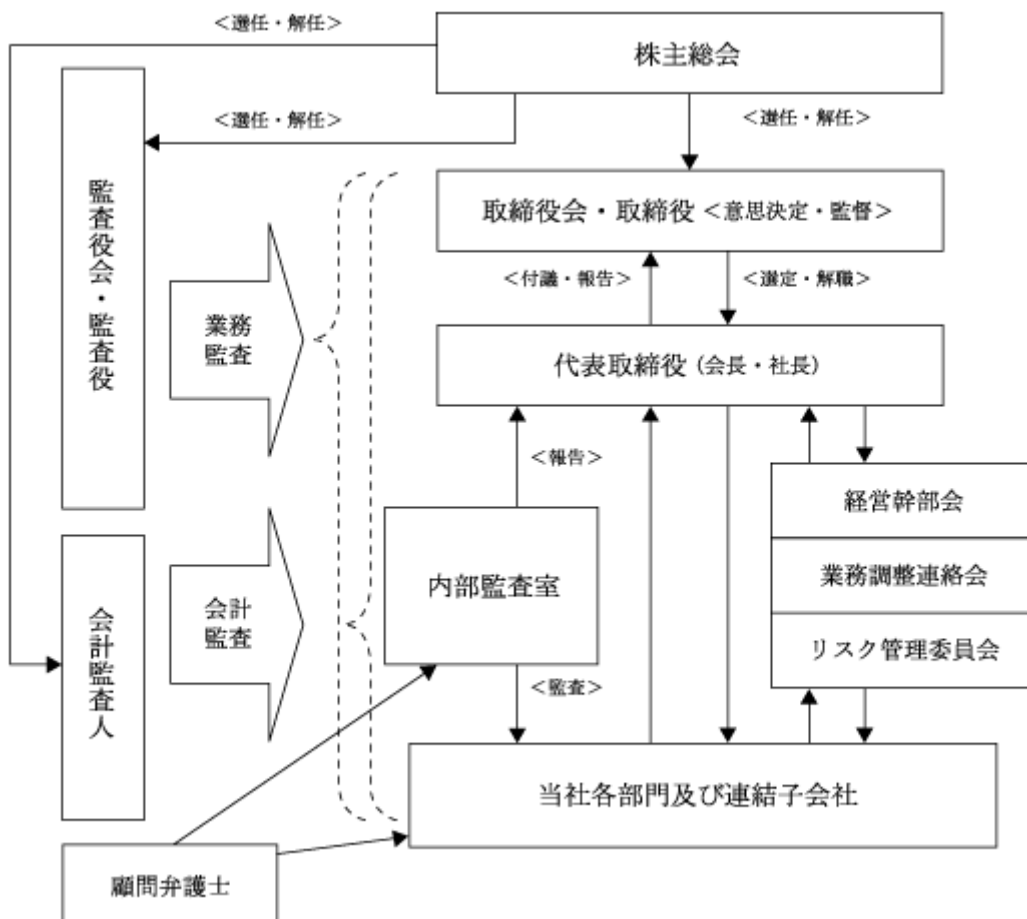 ＜選任・解任＞
株主総会
＜選任・解任＞
＜選任・解任＞
監査役会・監査役
取締役会・取締役＜意思決定・監督＞
＜付議・報告＞
＜選定・解職＞
業務
監査
代表取締役（会長・社長）
＜報告＞
経営幹部会
業務調整連絡会
リスク管理委員会
内部監査室
会計監査人
会計
監査
＜監査＞
当社各部門及び連結子会社
顧問弁護士